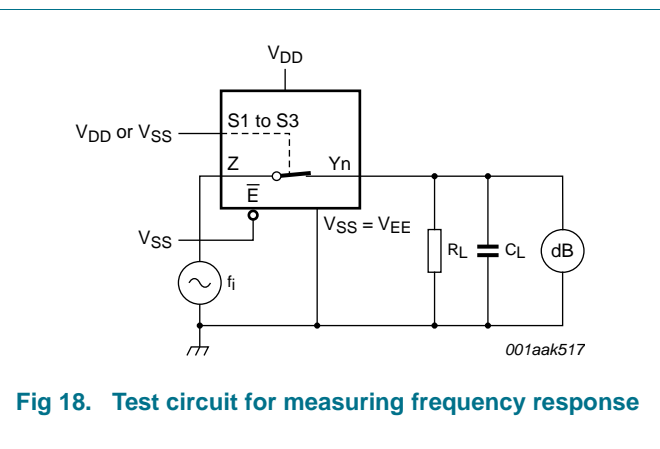 VDD
S1 to S3
VDD or VSS
Z
Yn
E̅
VSS = VEE
VSS
RL
CL
dB
fi
001aak517
Fig 18. Test circuit for measuring frequency response